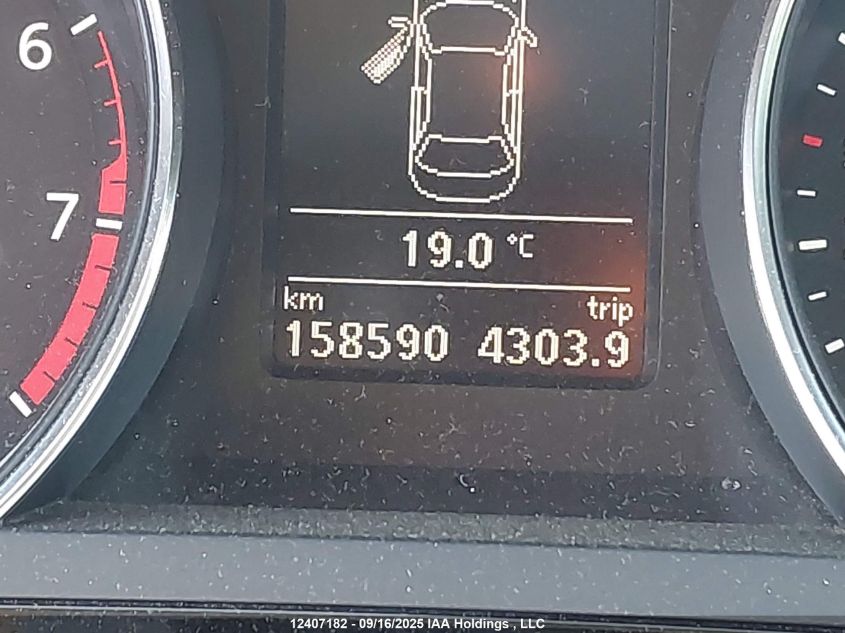 6
7
19.0 °C
km trip
158590 4303.9
12407182 - 09/16/2025 IAA Holdings , LLC